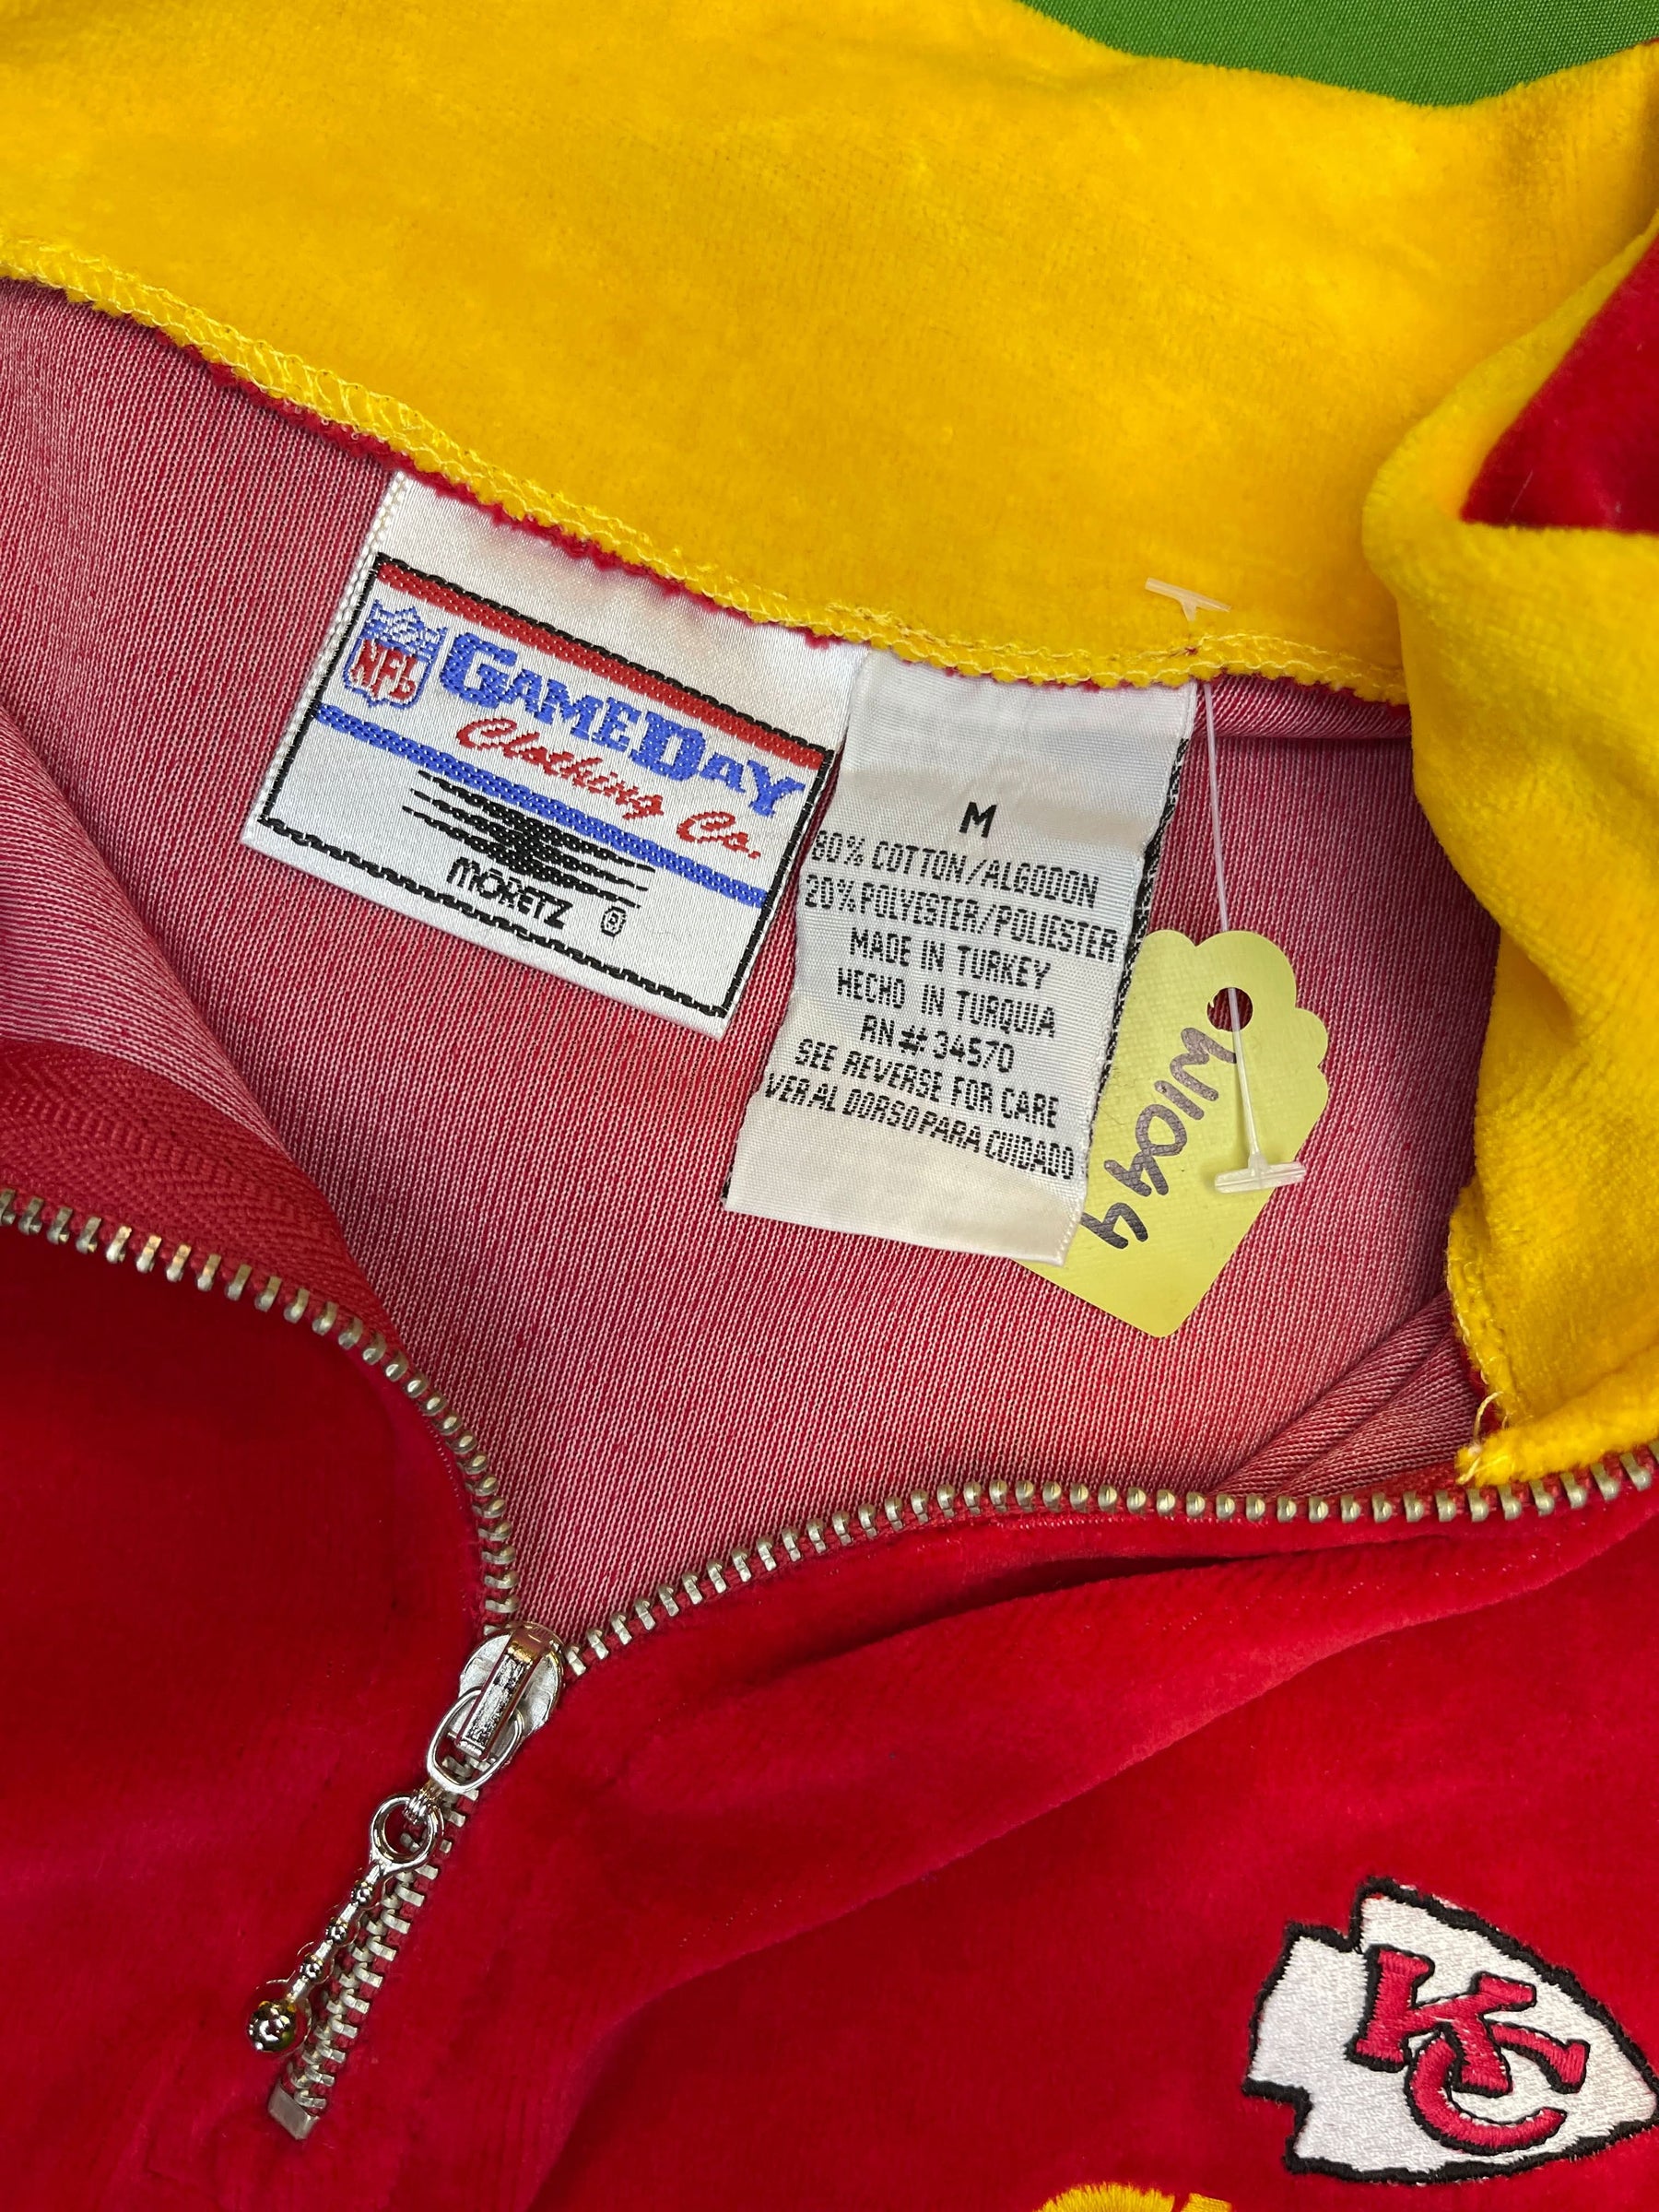 NFL
GAMEDAY
Clothing Co.
MORETZ ®
M
80% COTTON/ALGODON
20% POLYESTER/POLIESTER
MADE IN TURKEY
HECHO IN TURQUIA
RN# 34570
SEE REVERSE FOR CARE
VER AL DORSO PARA CUIDADO
W1044
KC